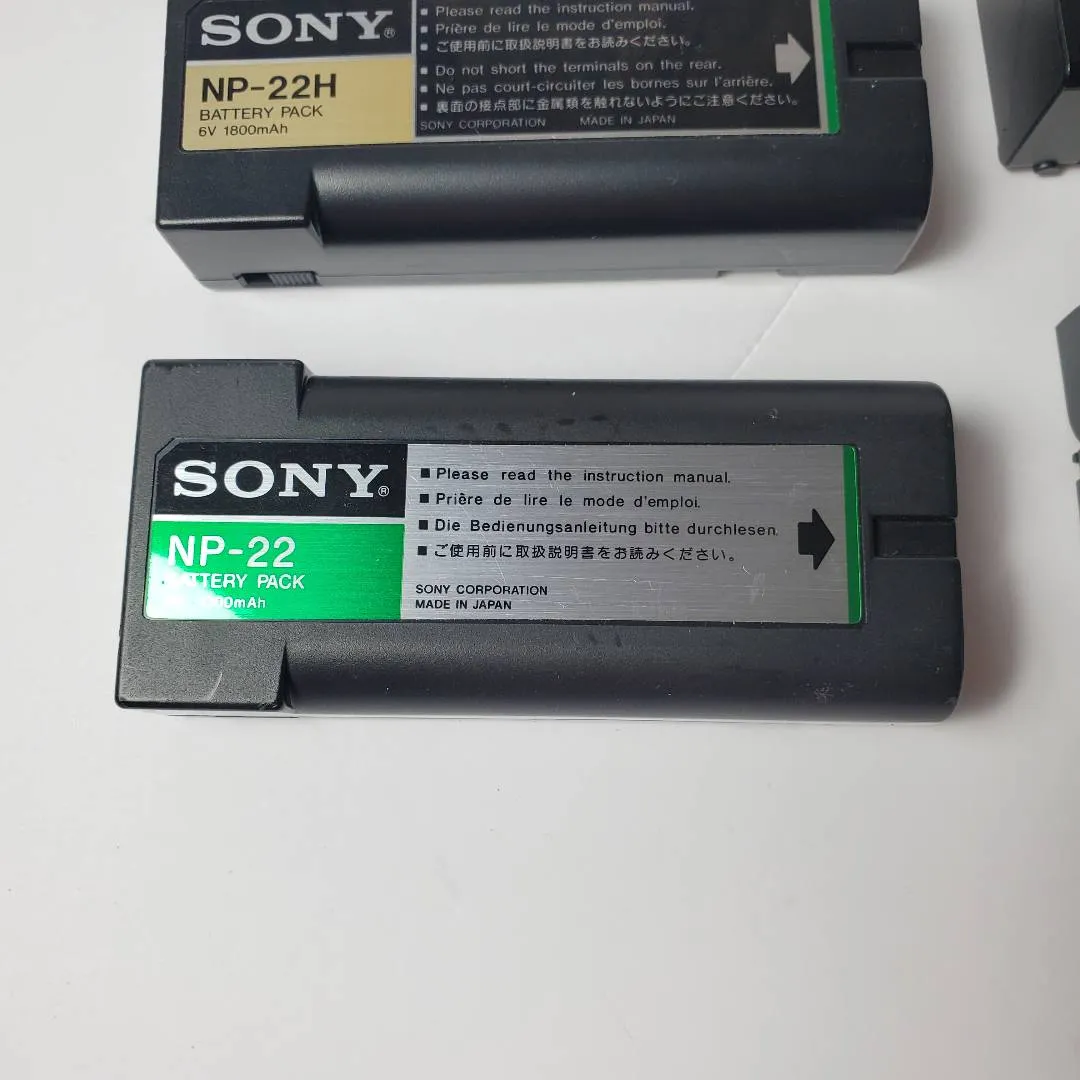 SONY®
NP-22H
BATTERY PACK
6V 1800mAh
▪ Please read the instruction manual.
▪ Prière de lire le mode d'emploi.
▪ ご使用前に取扱説明書をお読みください。
▪ Do not short the terminals on the rear.
▪ Ne pas court-circuiter les bornes sur l'arrière.
▪ 裏面の接点部に金属類を触れないようにご注意ください。
SONY CORPORATION MADE IN JAPAN
SONY®
NP-22
BATTERY PACK
■ Please read the instruction manual.
■ Prière de lire le mode d'emploi.
■ Die Bedienungsanleitung bitte durchlesen.
■ ご使用前に取扱説明書をお読みください。
SONY CORPORATION
MADE IN JAPAN